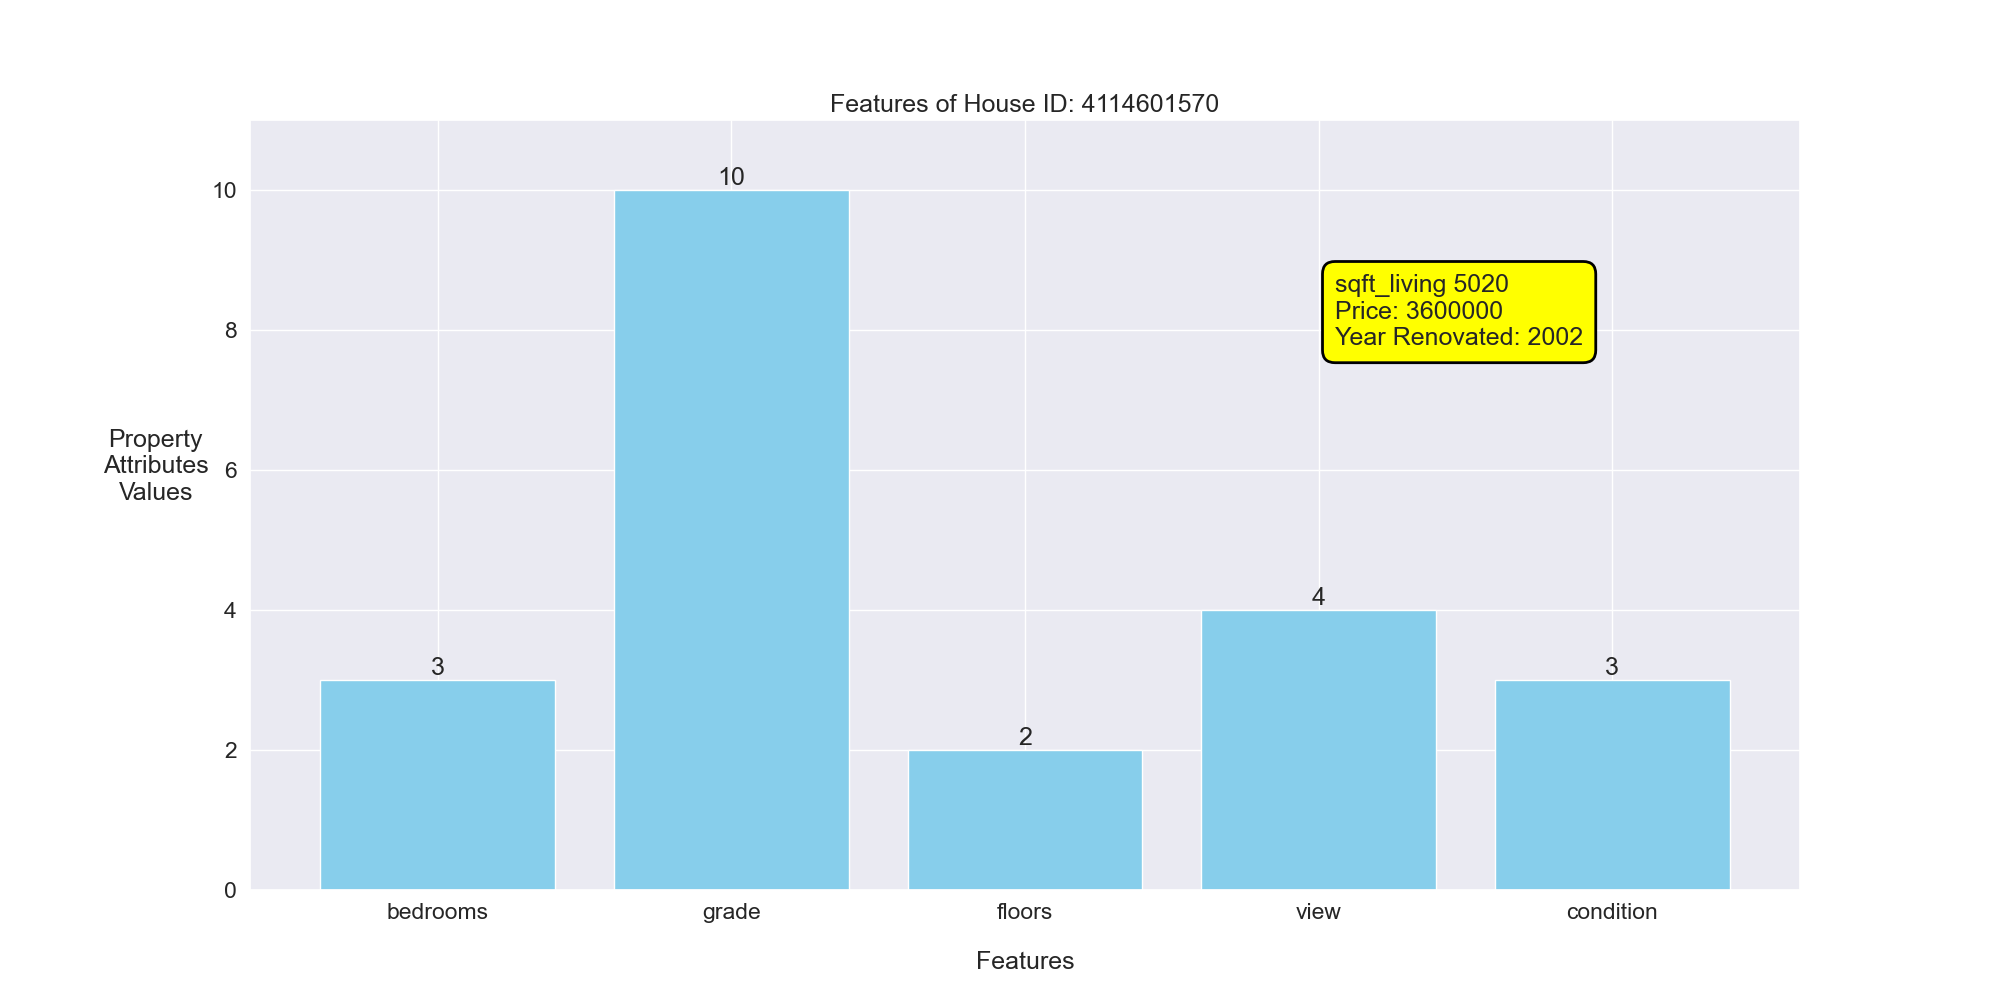 Features of House ID: 4114601570
10
8
6
4
2
0
Property
Attributes
Values
3
10
2
4
3
sqft_living 5020
Price: 3600000
Year Renovated: 2002
bedrooms
grade
floors
view
condition
Features